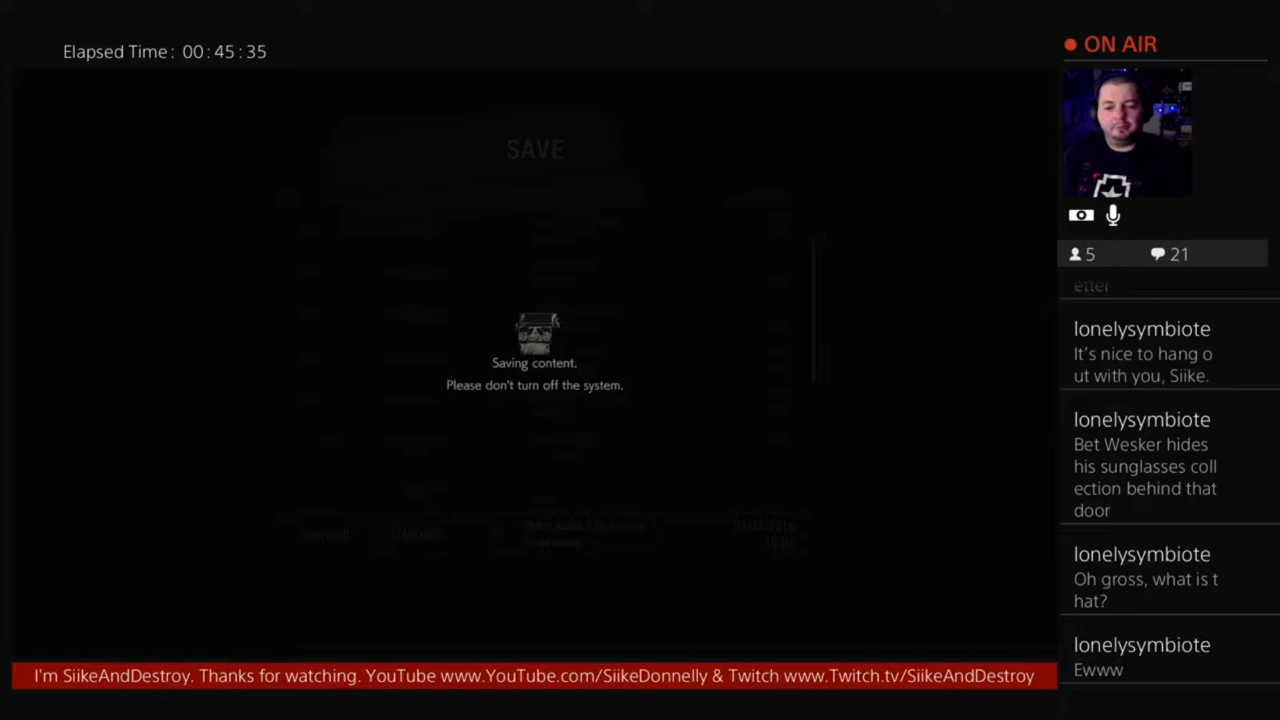 Elapsed Time: 00:45:35
ON AIR
SAVE
5 21
etter
lonelysymbiote
It's nice to hang o
ut with you, Siike.
lonelysymbiote
Bet Wesker hides
his sunglasses coll
ection behind that
door
lonelysymbiote
Oh gross, what is t
hat?
lonelysymbiote
Ewww
Saving content.
Please don't turn off the system.
STANDARD
I'm SiikeAndDestroy. Thanks for watching. YouTube www.YouTube.com/SiikeDonnelly & Twitch www.Twitch.tv/SiikeAndDestroy